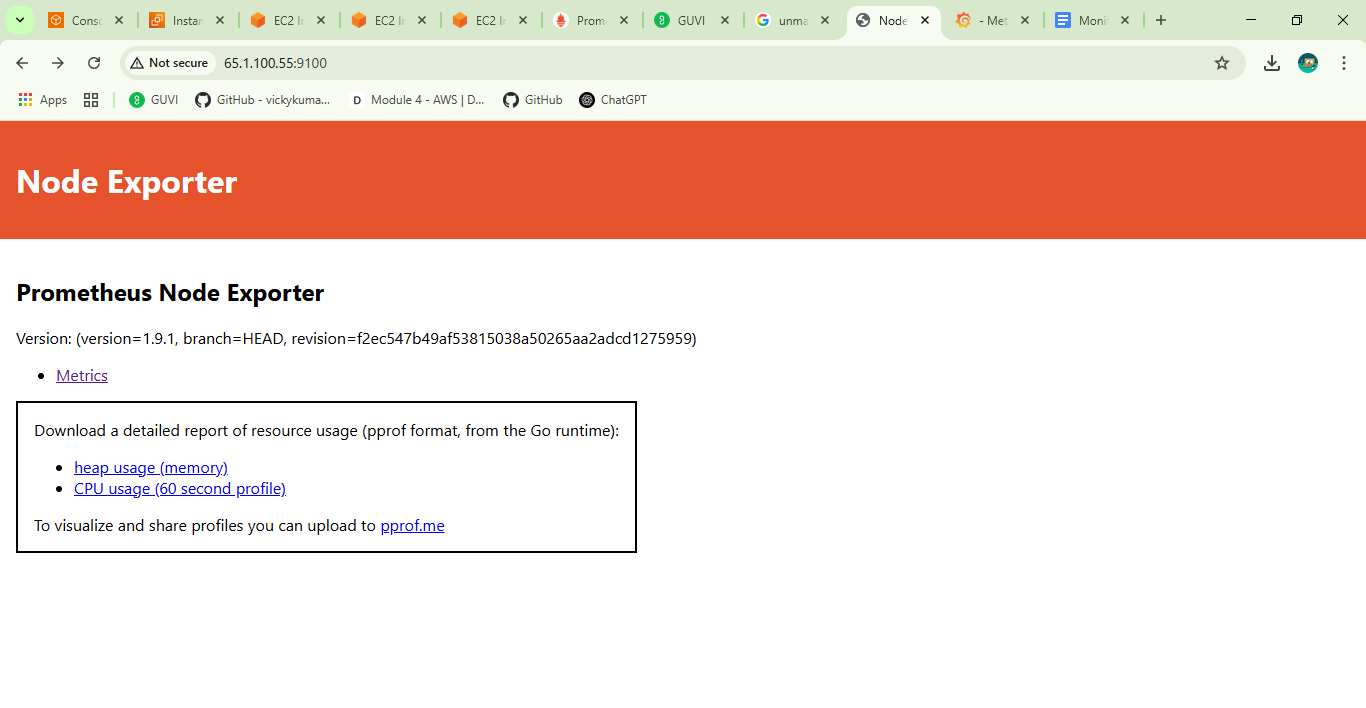 Consc
Instar
EC2 In
EC2 In
EC2 In
Prom
GUVI
unma
Node
- Met
Moni
Not secure 65.1.100.55:9100
Apps GUVI GitHub - vickykuma... Module 4 - AWS | D... GitHub ChatGPT
Node Exporter
Prometheus Node Exporter
Version: (version=1.9.1, branch=HEAD, revision=f2ec547b49af53815038a50265aa2adcd1275959)
Metrics
Download a detailed report of resource usage (pprof format, from the Go runtime):
heap usage (memory)
CPU usage (60 second profile)
To visualize and share profiles you can upload to pprof.me